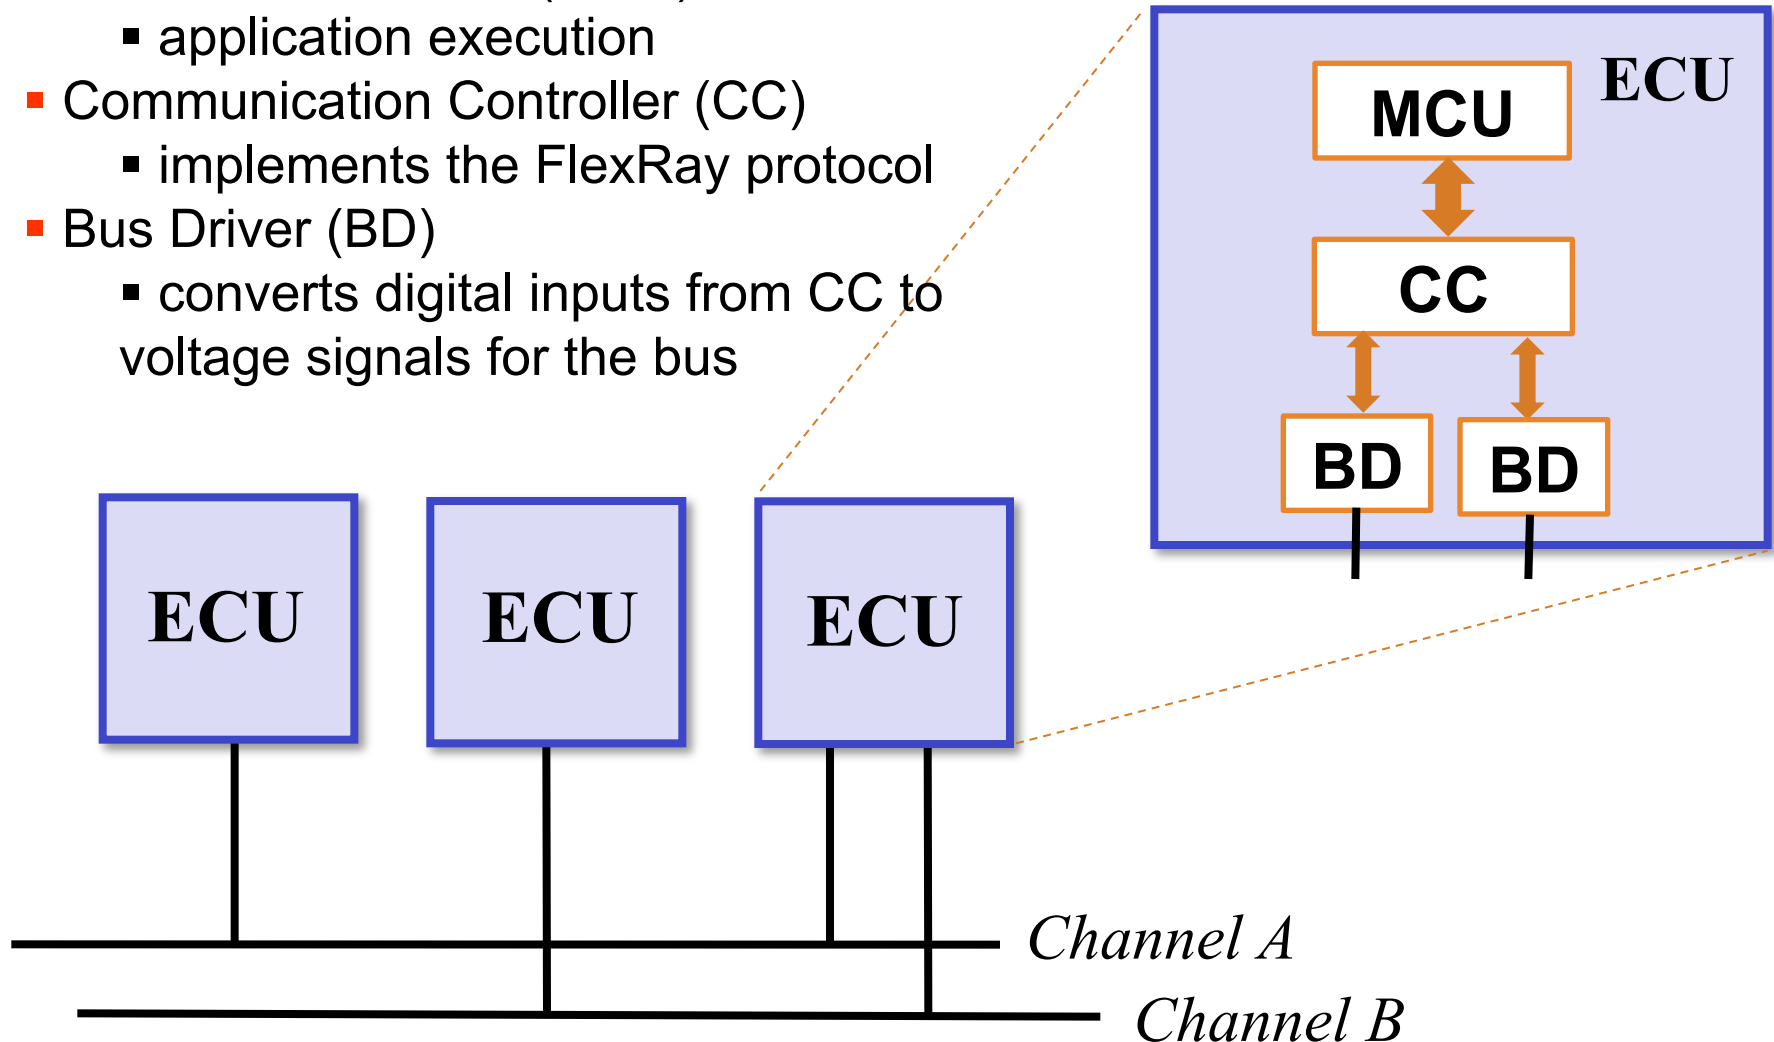 ▪ application execution
▪ Communication Controller (CC)
▪ implements the FlexRay protocol
▪ Bus Driver (BD)
▪ converts digital inputs from CC to
voltage signals for the bus
ECU
MCU
CC
BD BD
ECU ECU ECU
Channel A
Channel B